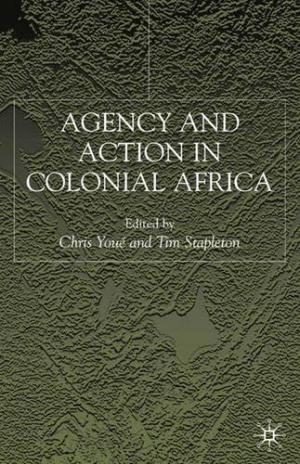 AGENCY AND
ACTION IN
COLONIAL AFRICA
Edited by
Chris Youé and Tim Stapleton